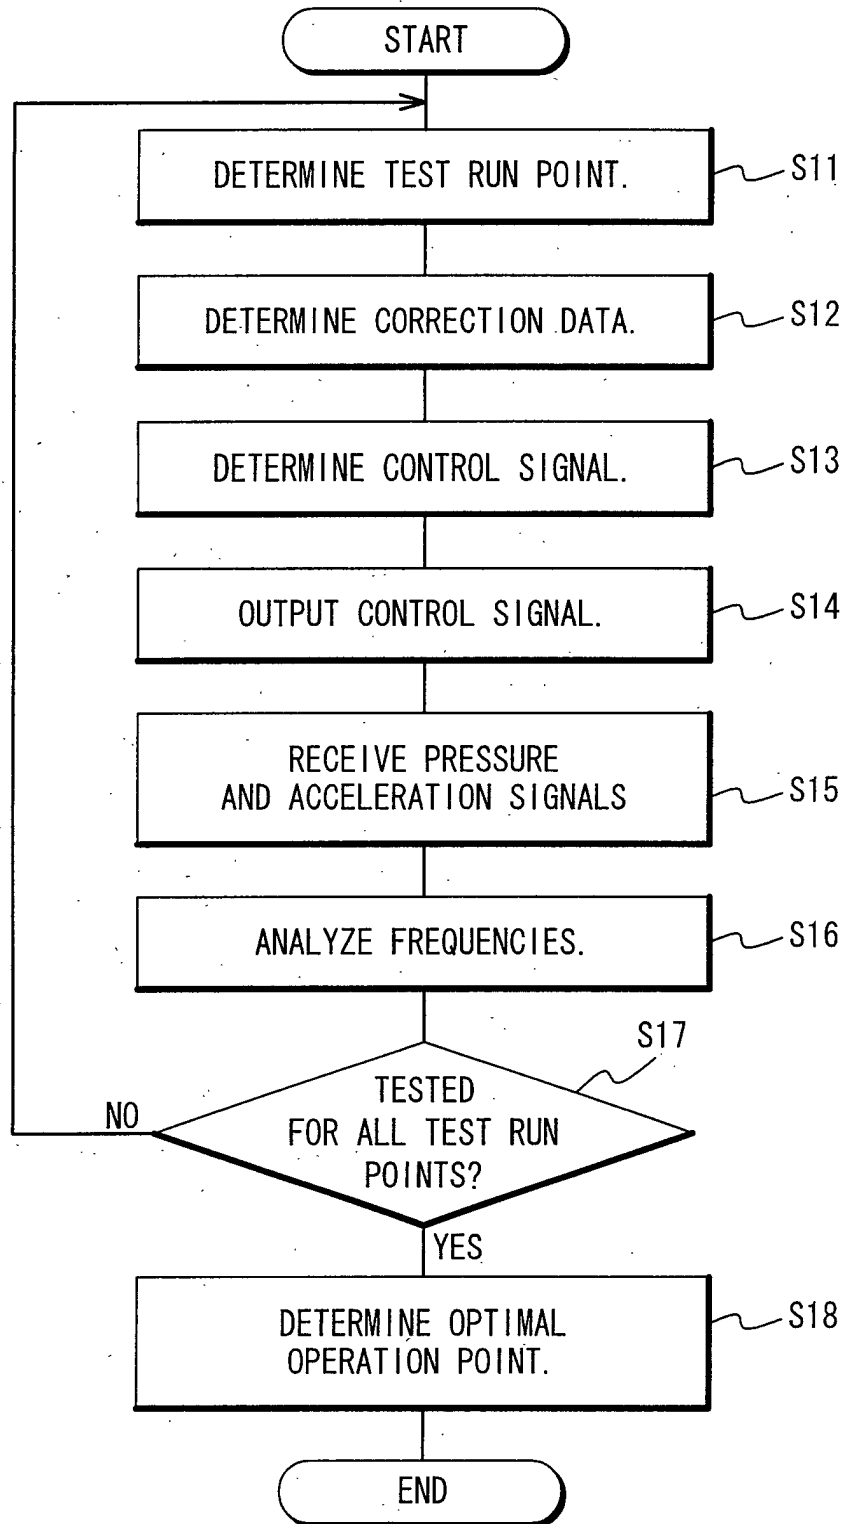 START
DETERMINE TEST RUN POINT.
S11
DETERMINE CORRECTION DATA.
S12
DETERMINE CONTROL SIGNAL.
S13
OUTPUT CONTROL SIGNAL.
S14
RECEIVE PRESSURE
AND ACCELERATION SIGNALS
S15
ANALYZE FREQUENCIES.
S16
S17
TESTED
FOR ALL TEST RUN
POINTS?
NO
YES
DETERMINE OPTIMAL
OPERATION POINT.
S18
END